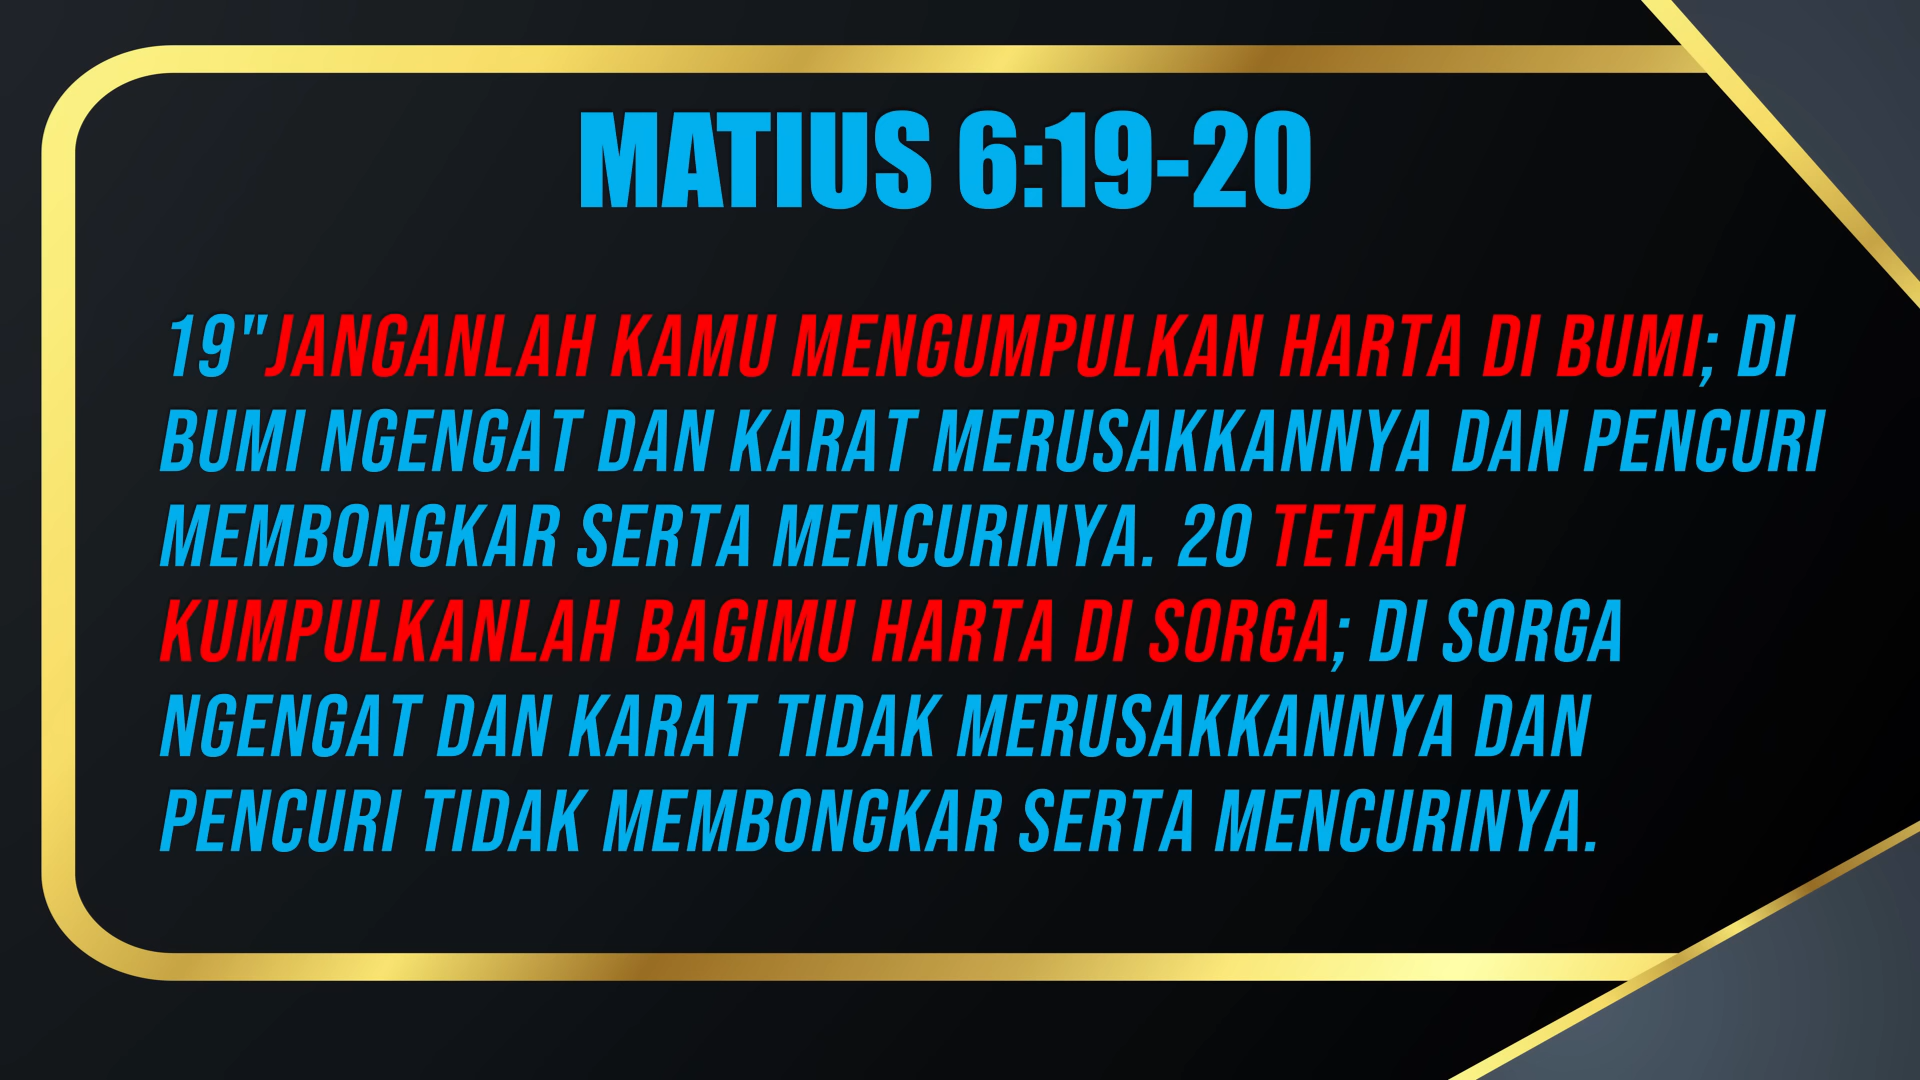 MATIUS 6:19-20
19"JANGANLAH KAMU MENGUMPULKAN HARTA DI BUMI; DI
BUMI NGENGAT DAN KARAT MERUSAKKANNYA DAN PENCURI
MEMBONGKAR SERTA MENCURINYA. 20 TETAPI
KUMPULKANLAH BAGIMU HARTA DI SORGA; DI SORGA
NGENGAT DAN KARAT TIDAK MERUSAKKANNYA DAN
PENCURI TIDAK MEMBONGKAR SERTA MENCURINYA.